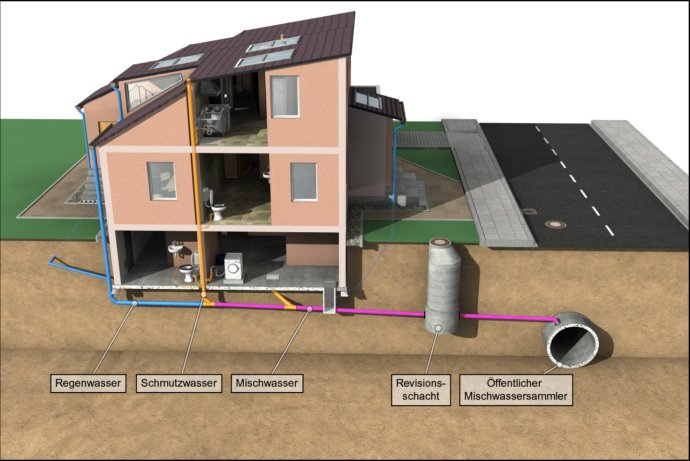 Regenwasser
Schmutzwasser
Mischwasser
Revisions-
schacht
Öffentlicher
Mischwassersammler